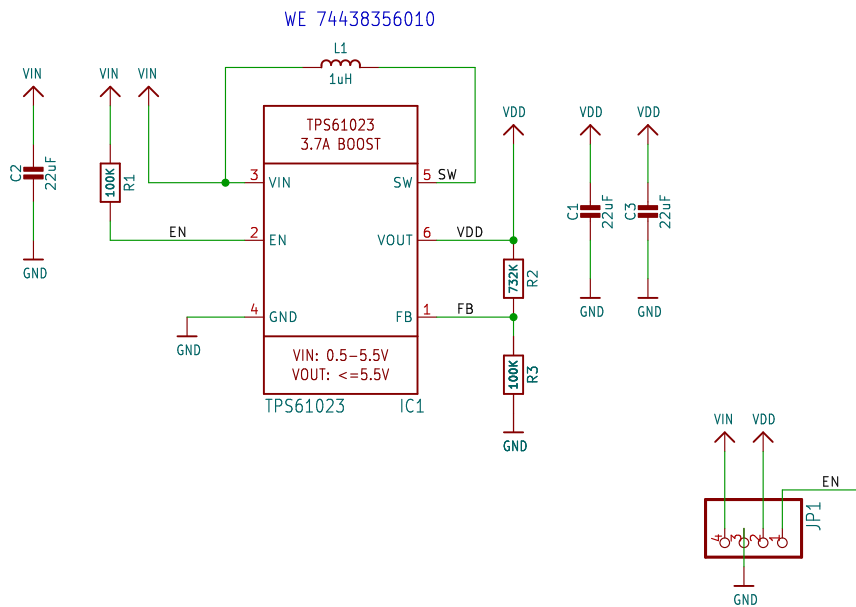 WE 74438356010
L1
1uH
VIN
VIN
VIN
C2
22uF
GND
100K
R1
EN
TPS61023
3.7A BOOST
3
VIN
2
EN
4
GND
GND
5
SW
SW
6
VOUT
VDD
1
FB
FB
VIN: 0.5-5.5V
VOUT: <=5.5V
TPS61023
IC1
VDD
732K
R2
100K
R3
GND
VDD
C1
22uF
GND
VDD
C3
22uF
GND
VIN
VDD
EN
JP1
4
3
2
1
GND